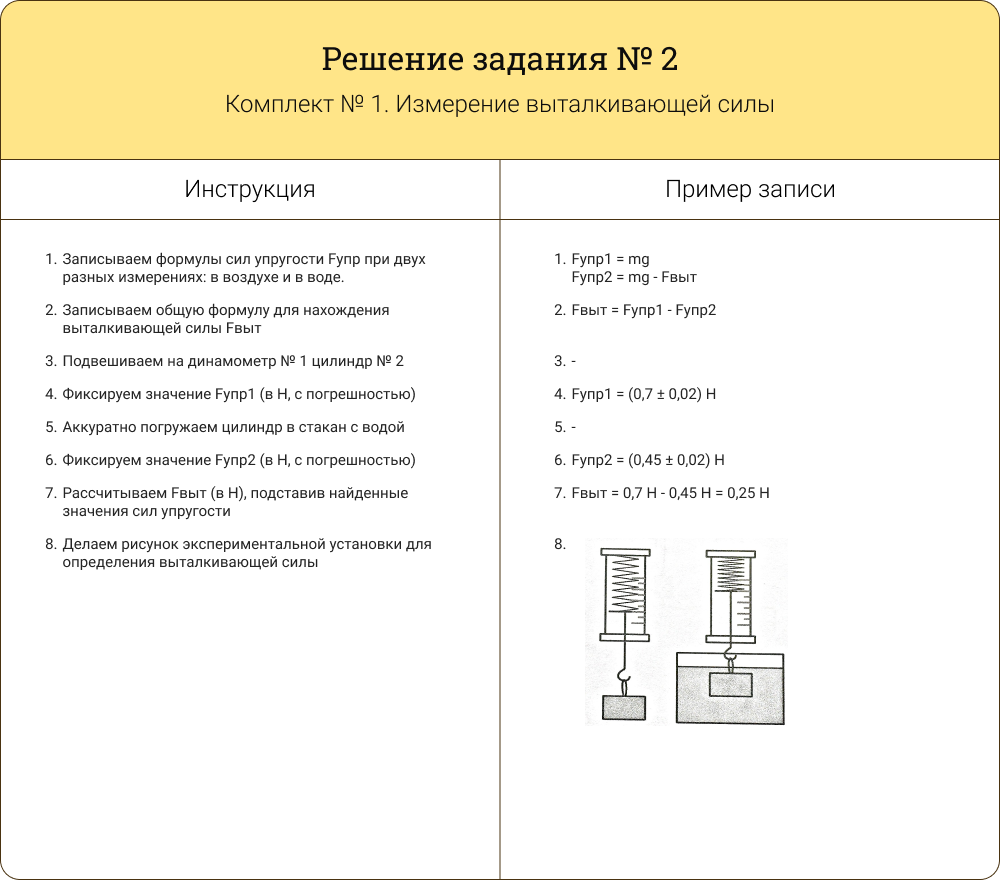 Решение задания № 2
Комплект № 1. Измерение выталкивающей силы
Инструкция
Пример записи
1. Записываем формулы сил упругости Fупр при двух
разных измерениях: в воздухе и в воде.
2. Записываем общую формулу для нахождения
выталкивающей силы Fвыт
3. Подвешиваем на динамометр № 1 цилиндр № 2
4. Фиксируем значение Fупр1 (в Н, с погрешностью)
5. Аккуратно погружаем цилиндр в стакан с водой
6. Фиксируем значение Fупр2 (в Н, с погрешностью)
7. Рассчитываем Fвыт (в Н), подставив найденные
значения сил упругости
8. Делаем рисунок экспериментальной установки для
определения выталкивающей силы
1. Fупр1 = mg
Fупр2 = mg - Fвыт
2. Fвыт = Fупр1 - Fупр2
3. -
4. Fупр1 = (0,7 ± 0,02) Н
5. -
6. Fупр2 = (0,45 ± 0,02) Н
7. Fвыт = 0,7 Н - 0,45 Н = 0,25 Н
8.